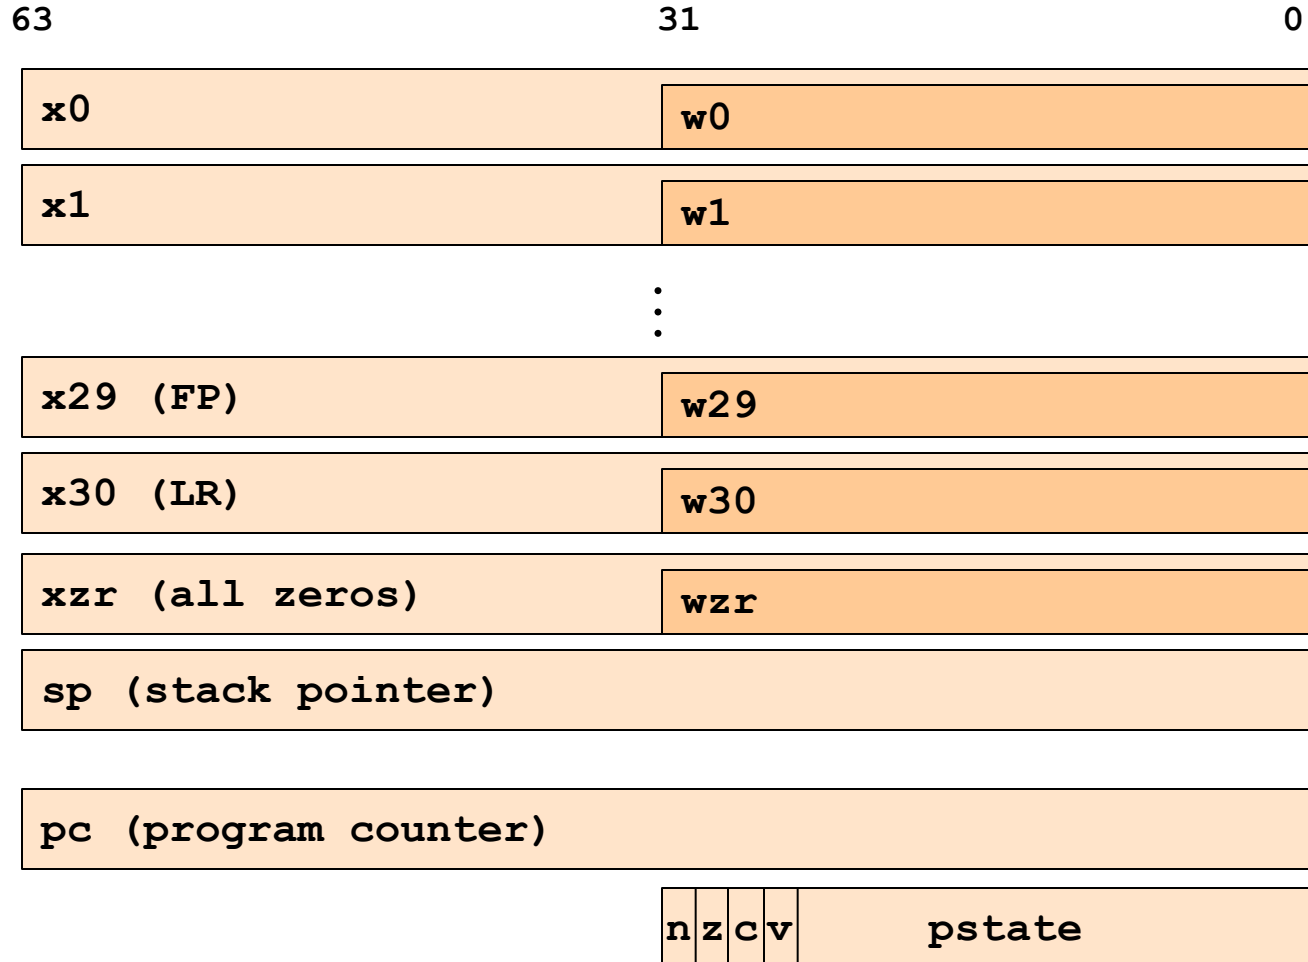 63 31 0
x0 w0
x1 w1
x29 (FP) w29
x30 (LR) w30
xzr (all zeros) wzr
sp (stack pointer)
pc (program counter)
n z c v pstate